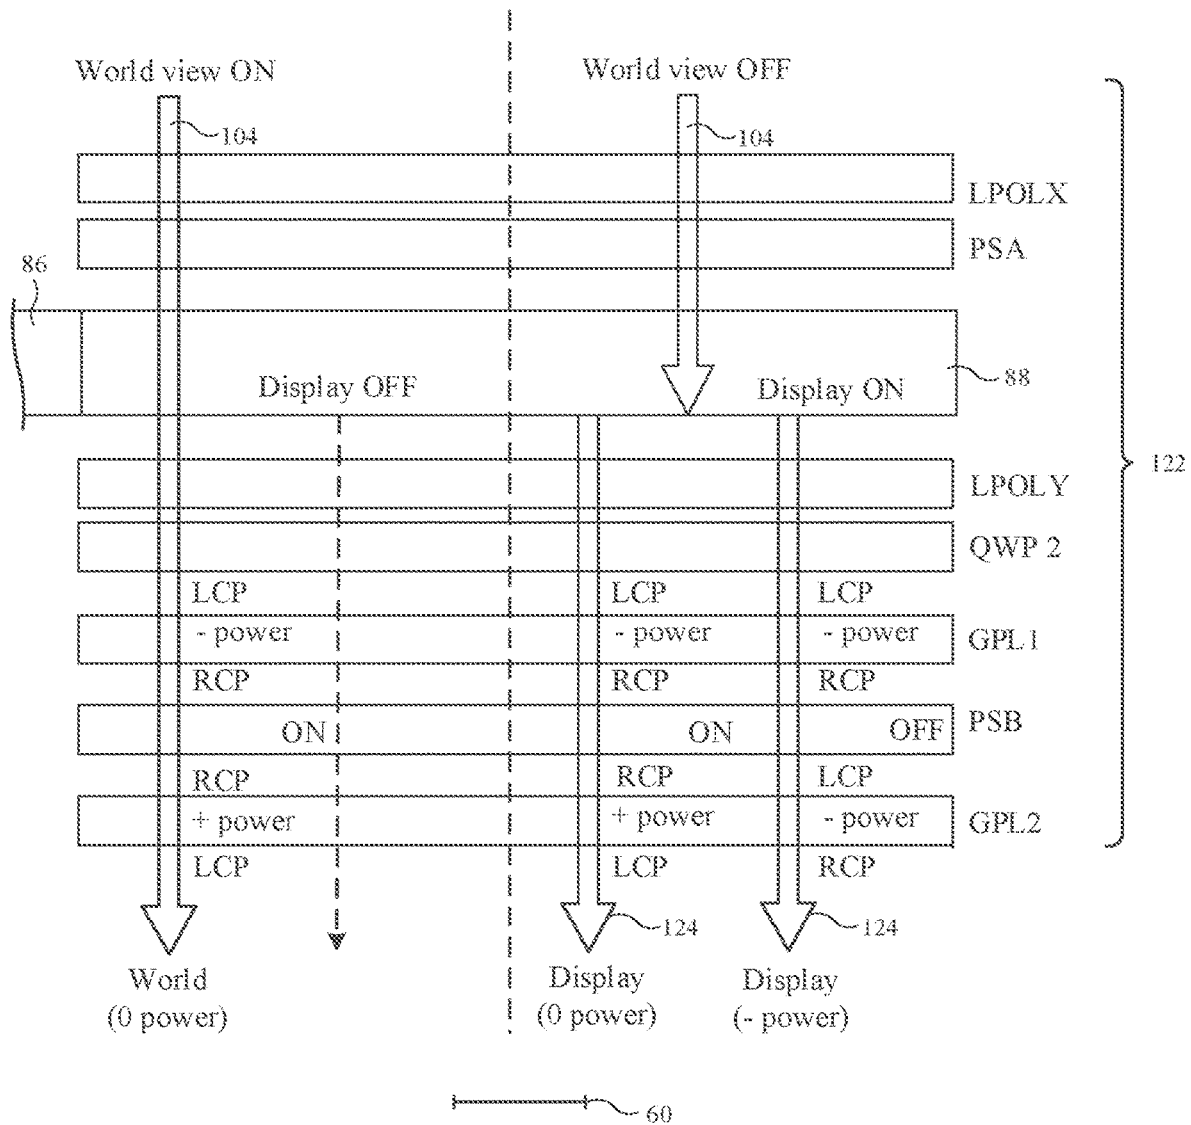 World view ON World view OFF
104 104
LPOLX
PSA
86
Display OFF Display ON 88
122
LPOLY
QWP 2
LCP LCP LCP
- power - power - power GPL1
RCP RCP RCP
ON ON OFF PSB
RCP RCP LCP
+ power + power - power GPL2
LCP LCP RCP
124 124
World Display Display
(0 power) (0 power) (- power)
60